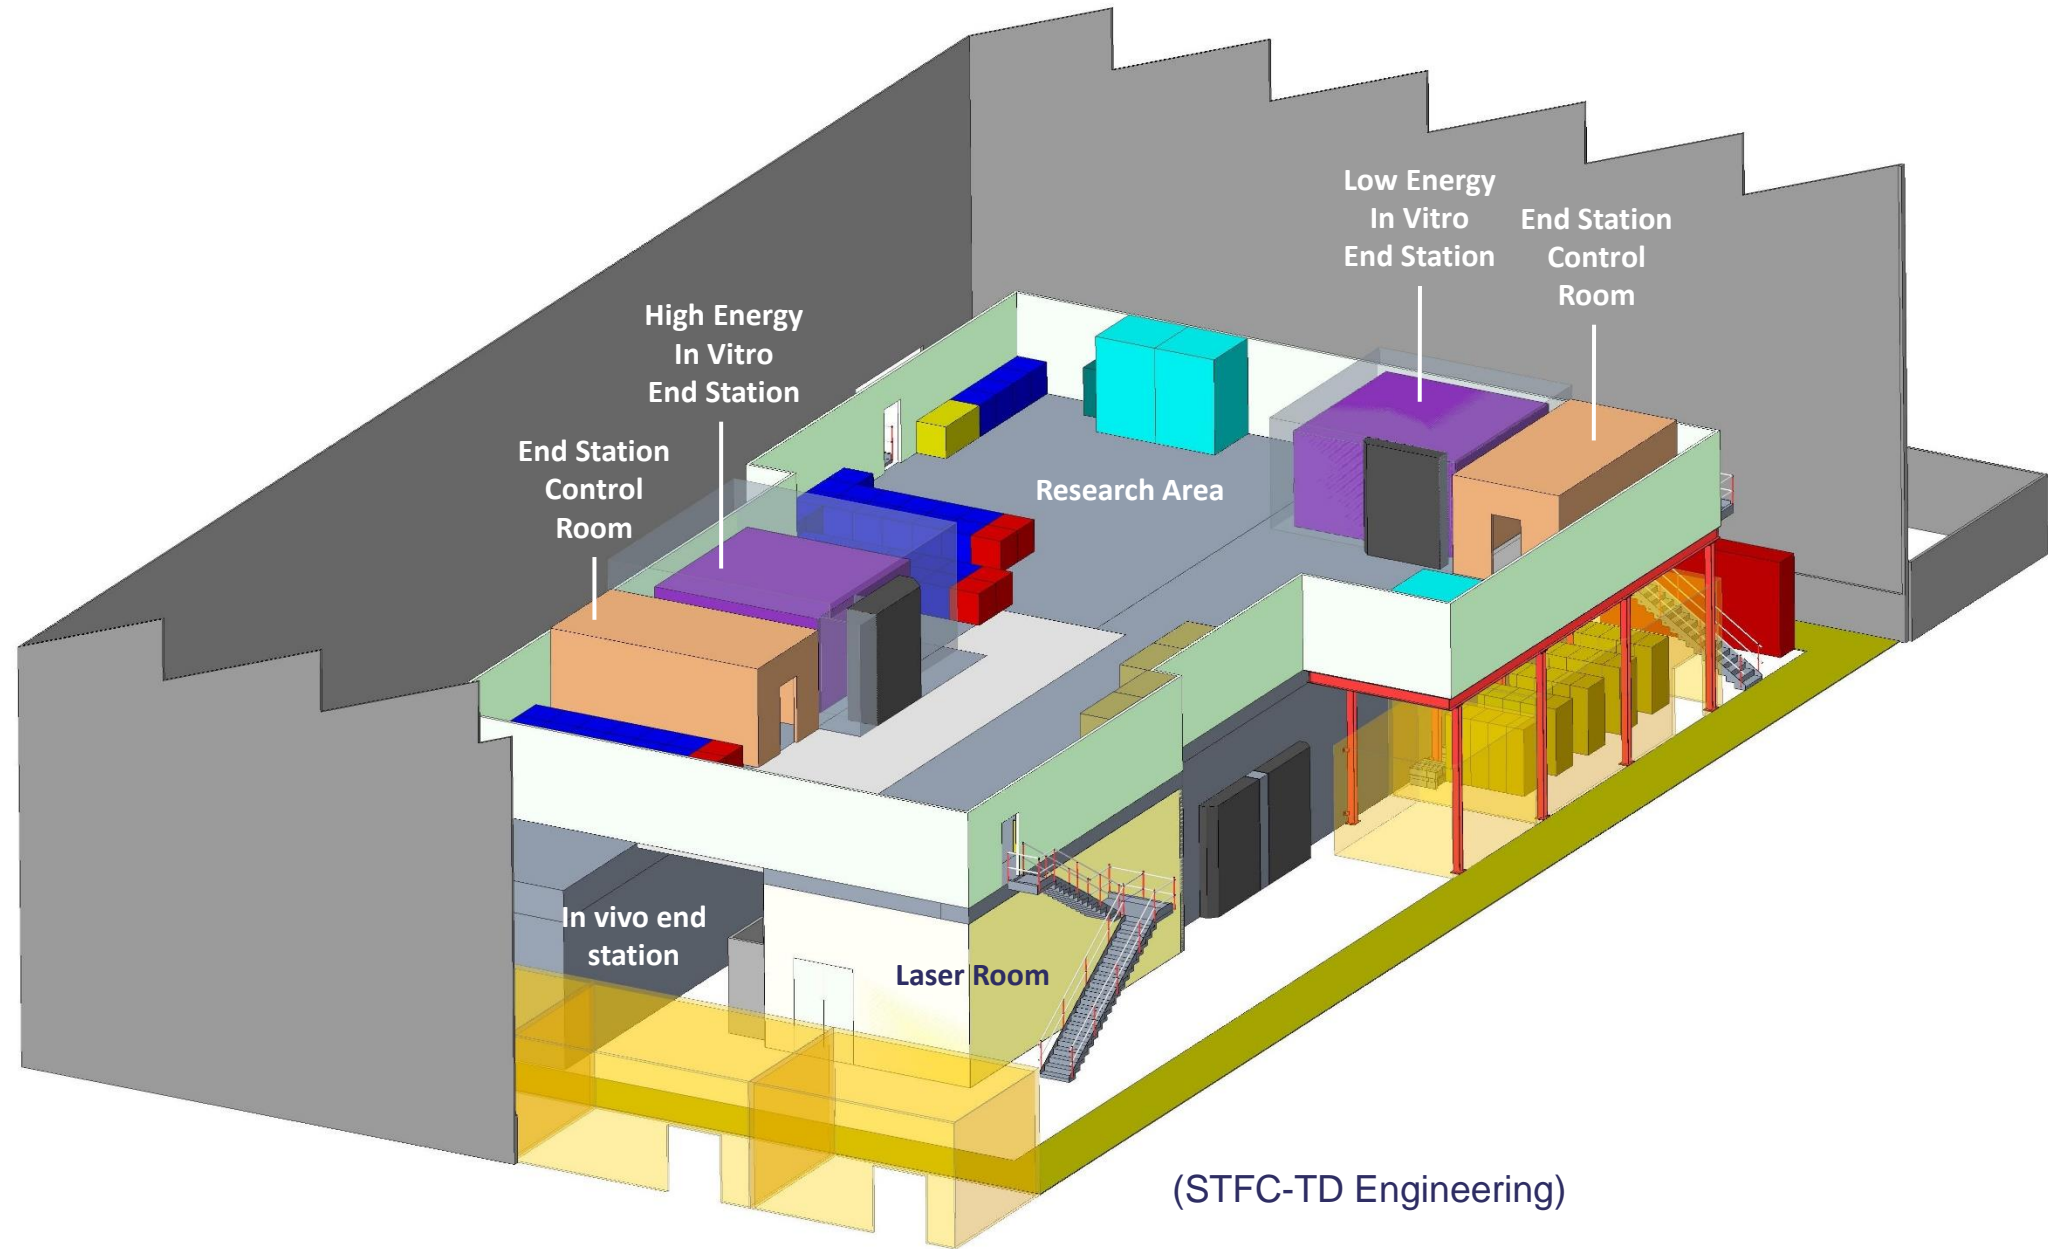 Low Energy
In Vitro
End Station
End Station
Control
Room
High Energy
In Vitro
End Station
End Station
Control
Room
Research Area
In vivo end
station
Laser Room
(STFC-TD Engineering)